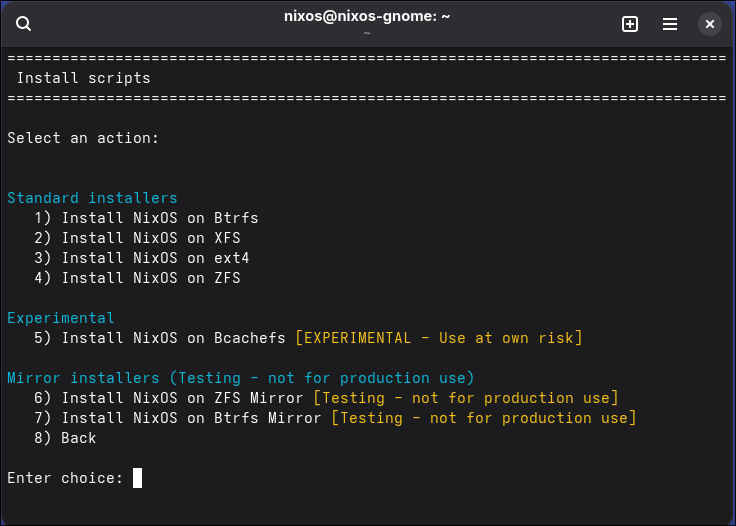 nixos@nixos-gnome: ~
~
================================================================================
Install scripts
================================================================================
Select an action:
Standard installers
1) Install NixOS on Btrfs
2) Install NixOS on XFS
3) Install NixOS on ext4
4) Install NixOS on ZFS
Experimental
5) Install NixOS on Bcachefs [EXPERIMENTAL - Use at own risk]
Mirror installers (Testing - not for production use)
6) Install NixOS on ZFS Mirror [Testing - not for production use]
7) Install NixOS on Btrfs Mirror [Testing - not for production use]
8) Back
Enter choice: